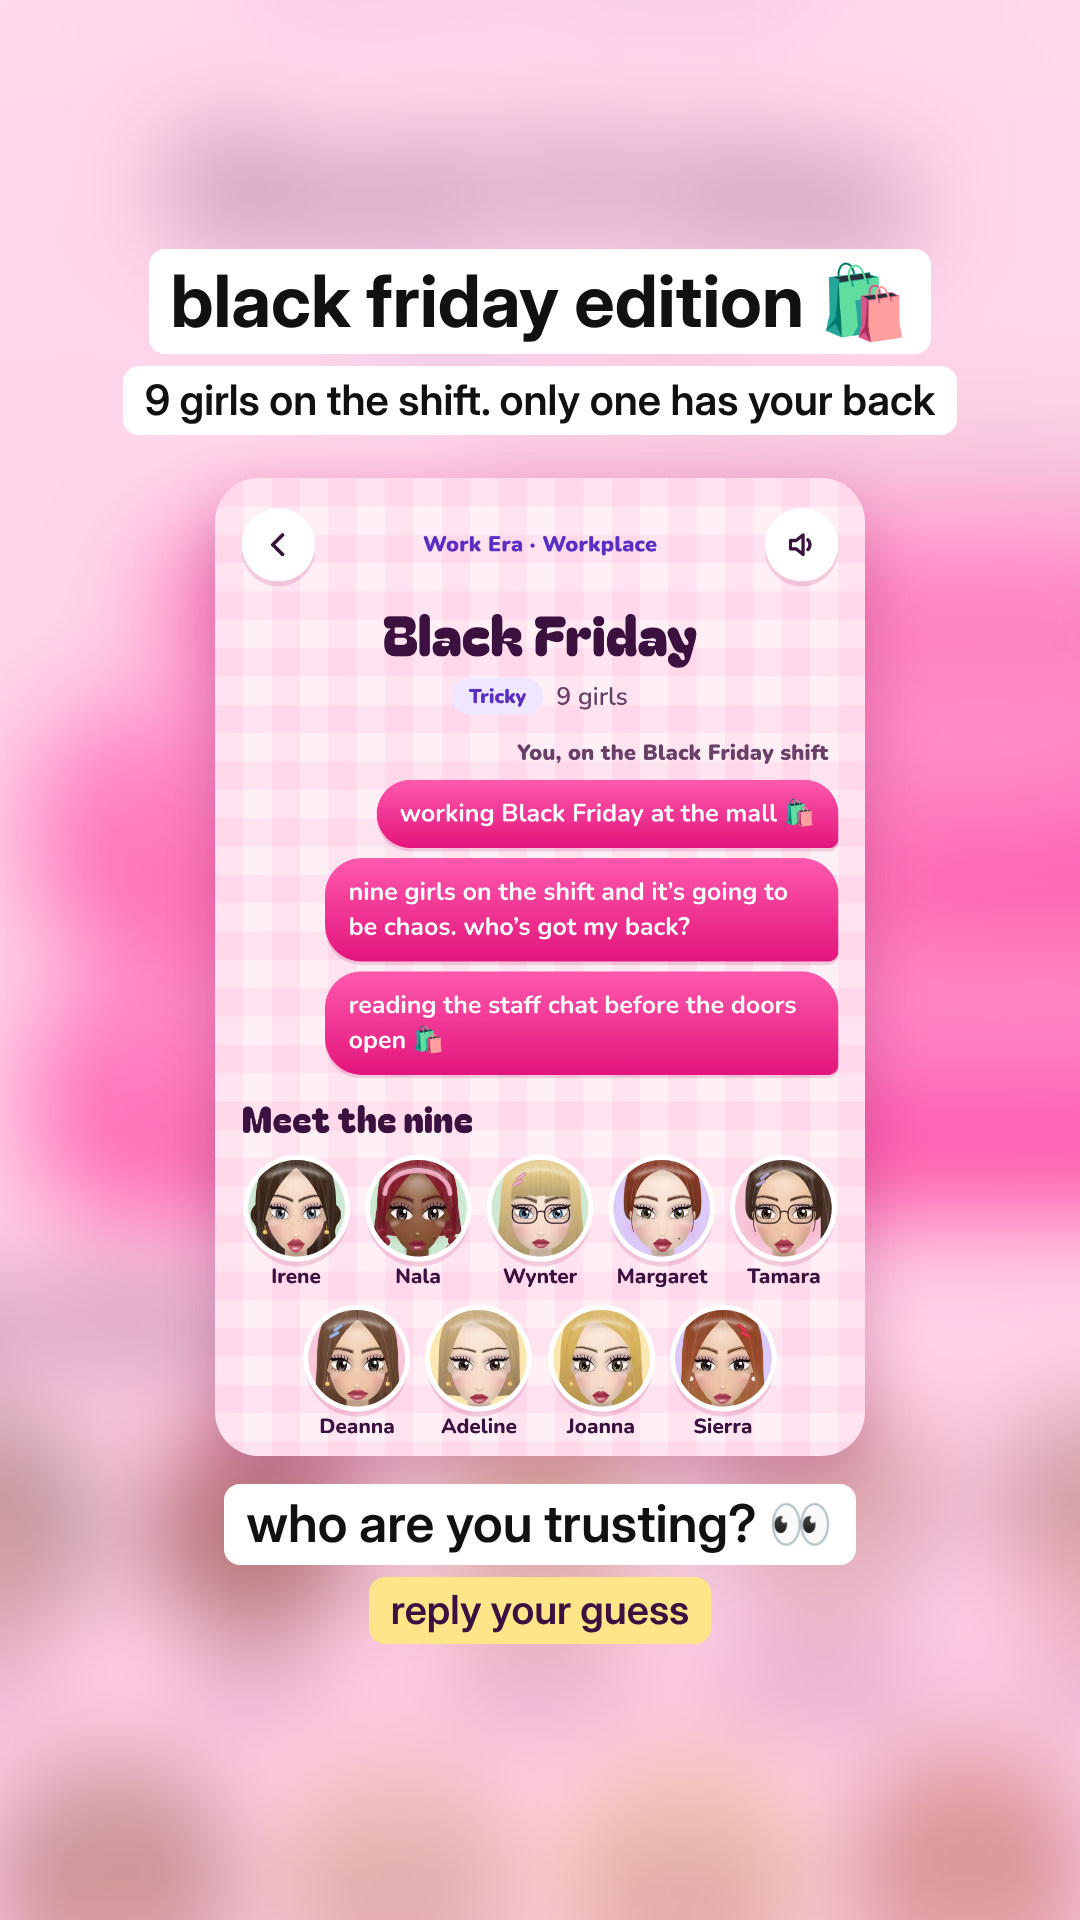 black friday edition 🛍️
9 girls on the shift. only one has your back
Work Era · Workplace
Black Friday
Tricky 9 girls
You, on the Black Friday shift
working Black Friday at the mall 🛍️
nine girls on the shift and it’s going to
be chaos. who’s got my back?
reading the staff chat before the doors
open 🛍️
Meet the nine
Irene Nala Wynter Margaret Tamara
Deanna Adeline Joanna Sierra
who are you trusting? 👀
reply your guess